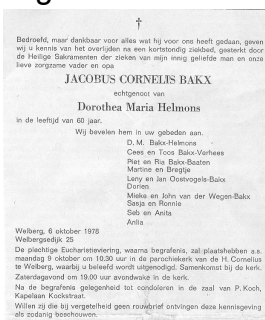 Bedroefd, maar dankbaar voor alles wat hij voor ons heeft gedaan, geven
wij u kennis van het overlijden na een kortstondig ziekbed, gesterkt door
de Heilige Sakramenten der zieken van mijn innig geliefde man en onze
lieve zorgzame vader en opa
JACOBUS CORNELIS BAKX
echtgenoot van
Dorothea Maria Helmons
in de leeftijd van 60 jaar.
Wij bevelen hem in uw gebeden aan.
D. M. Bakx-Helmons
Cees en Toos Bakx-Verhees
Piet en Ria Bakx-Baaten
Martine en Bregtje
Leny en Jan Oostvogels-Bakx
Dorien
Mieke en John van der Wegen-Bakx
Sasja en Ronnie
Seb en Anita
Anita
Welberg, 6 oktober 1978
Welbergsedijk 25
De plechtige Eucharistieviering, waarna begrafenis, zal plaatshebben a.s.
maandag 9 oktober om 10.30 uur in de parochiekerk van de H. Cornelius
te Welberg, waarbij u beleefd wordt uitgenodigd. Samenkomst bij de kerk.
Zaterdagavond om 19.00 uur avondwake in de kerk.
Na de begrafenis gelegenheid tot condoleren in de zaal van P. Koch,
Kapelaan Kockstraat.
Willen zij die bij vergetelheid geen rouwbrief ontvingen deze kennisgeving
als zodanig beschouwen.